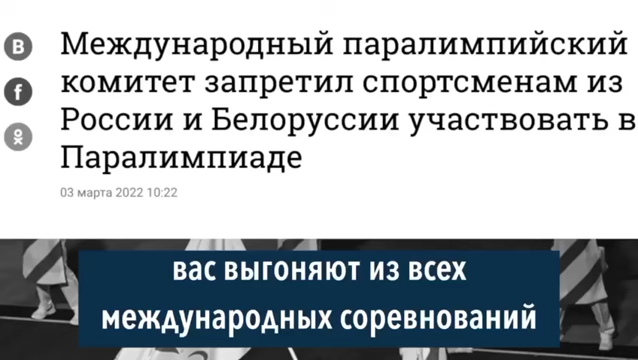 В
Международный паралимпийский
f
комитет запретил спортсменам из
России и Белоруссии участвовать в
Паралимпиаде
03 марта 2022 10:22
вас выгоняют из всех
международных соревнований